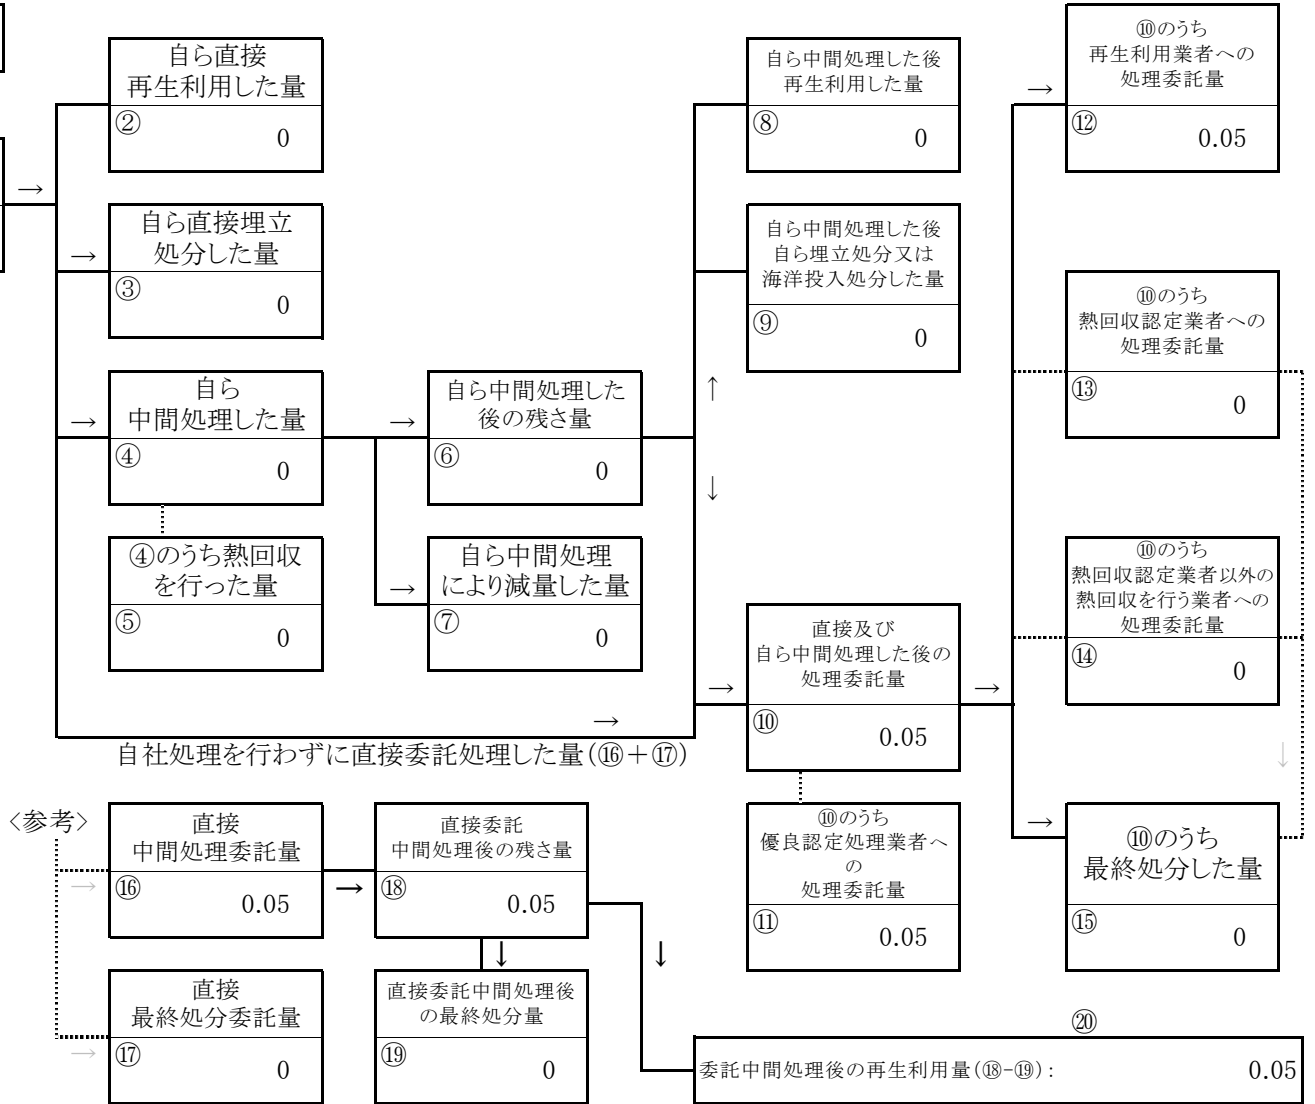 自ら直接
再生利用した量
②
0
→
→
自ら直接埋立
処分した量
③
0
→
自ら
中間処理した量
④
0
④のうち熱回収
を行った量
⑤
0
→
自ら中間処理した
後の残さ量
⑥
0
→
自ら中間処理
により減量した量
⑦
0
→
自社処理を行わずに直接委託処理した量(⑯+⑰)
↑
↓
自ら中間処理した後
再生利用した量
⑧
0
自ら中間処理した後
自ら埋立処分又は
海洋投入処分した量
⑨
0
→
直接及び
自ら中間処理した後の
処理委託量
⑩
0.05
⑩のうち
優良認定処理業者へ
の
処理委託量
⑪
0.05
→
→
⑩のうち
再生利用業者への
処理委託量
⑫
0.05
⑩のうち
熱回収認定業者への
処理委託量
⑬
0
⑩のうち
熱回収認定業者以外の
熱回収を行う業者への
処理委託量
⑭
0
↓
→
⑩のうち
最終処分した量
⑮
0
〈参考〉
→
直接
中間処理委託量
⑯
0.05
→
直接委託
中間処理後の残さ量
⑱
0.05
↓
↓
→
直接
最終処分委託量
⑰
0
直接委託中間処理後
の最終処分量
⑲
0
⑳
委託中間処理後の再生利用量(⑱-⑲): 0.05